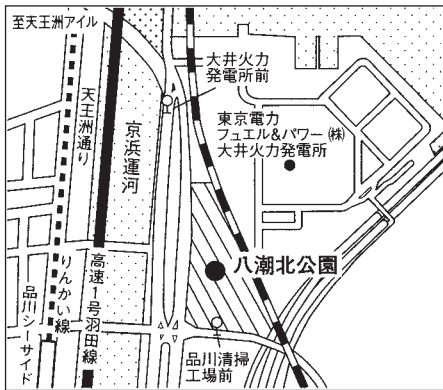 至天王洲アイル
大井火力
発電所前
天王洲通り
京浜運河
東京電力
フュエル&パワー(株)
大井火力発電所
八潮北公園
高速1号羽田線
りんかい線
品川シーサイド
品川清掃
工場前